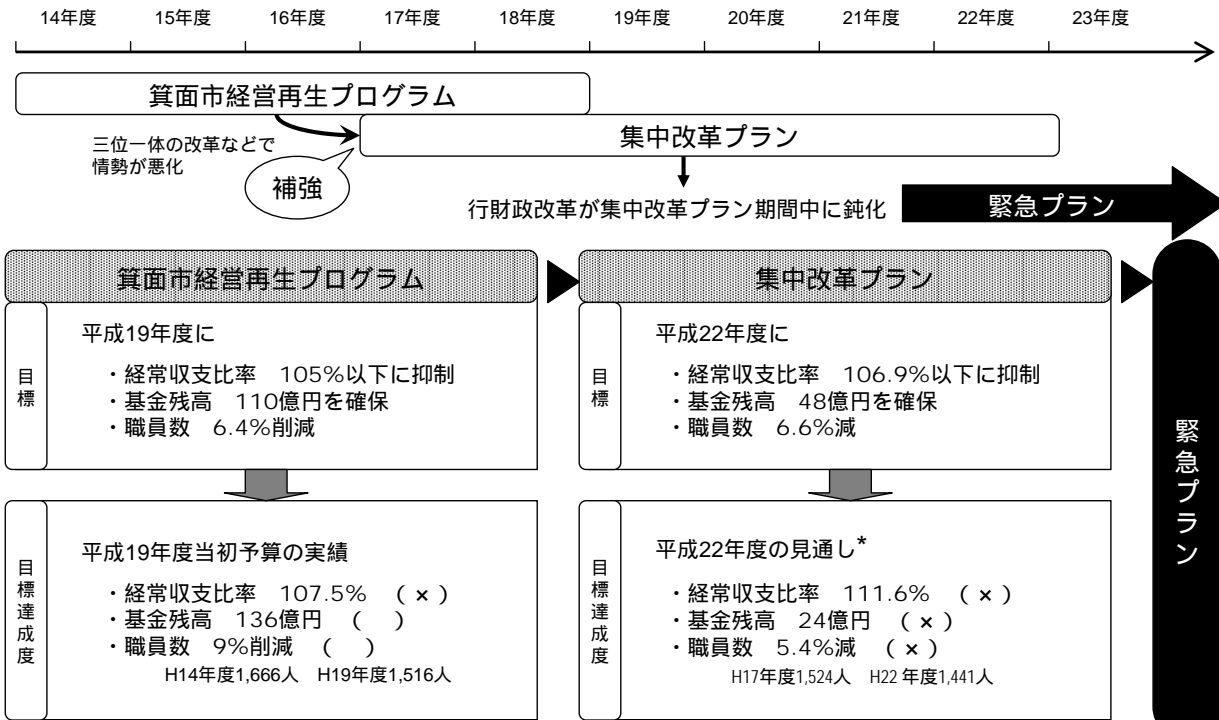 14年度 15年度 16年度 17年度 18年度 19年度 20年度 21年度 22年度 23年度
箕面市経営再生プログラム
三位一体の改革などで
情勢が悪化
補強
集中改革プラン
行財政改革が集中改革プラン期間中に鈍化
緊急プラン
箕面市経営再生プログラム
目標
平成19年度に
・経常収支比率 105%以下に抑制
・基金残高 110億円を確保
・職員数 6.4%削減
目標達成度
平成19年度当初予算の実績
・経常収支比率 107.5% (×)
・基金残高 136億円 ( )
・職員数 9%削減 ( )
H14年度1,666人 H19年度1,516人
集中改革プラン
目標
平成22年度に
・経常収支比率 106.9%以下に抑制
・基金残高 48億円を確保
・職員数 6.6%減
目標達成度
平成22年度の見通し*
・経常収支比率 111.6% (×)
・基金残高 24億円 (×)
・職員数 5.4%減 (×)
H17年度1,524人 H22年度1,441人
緊急プラン